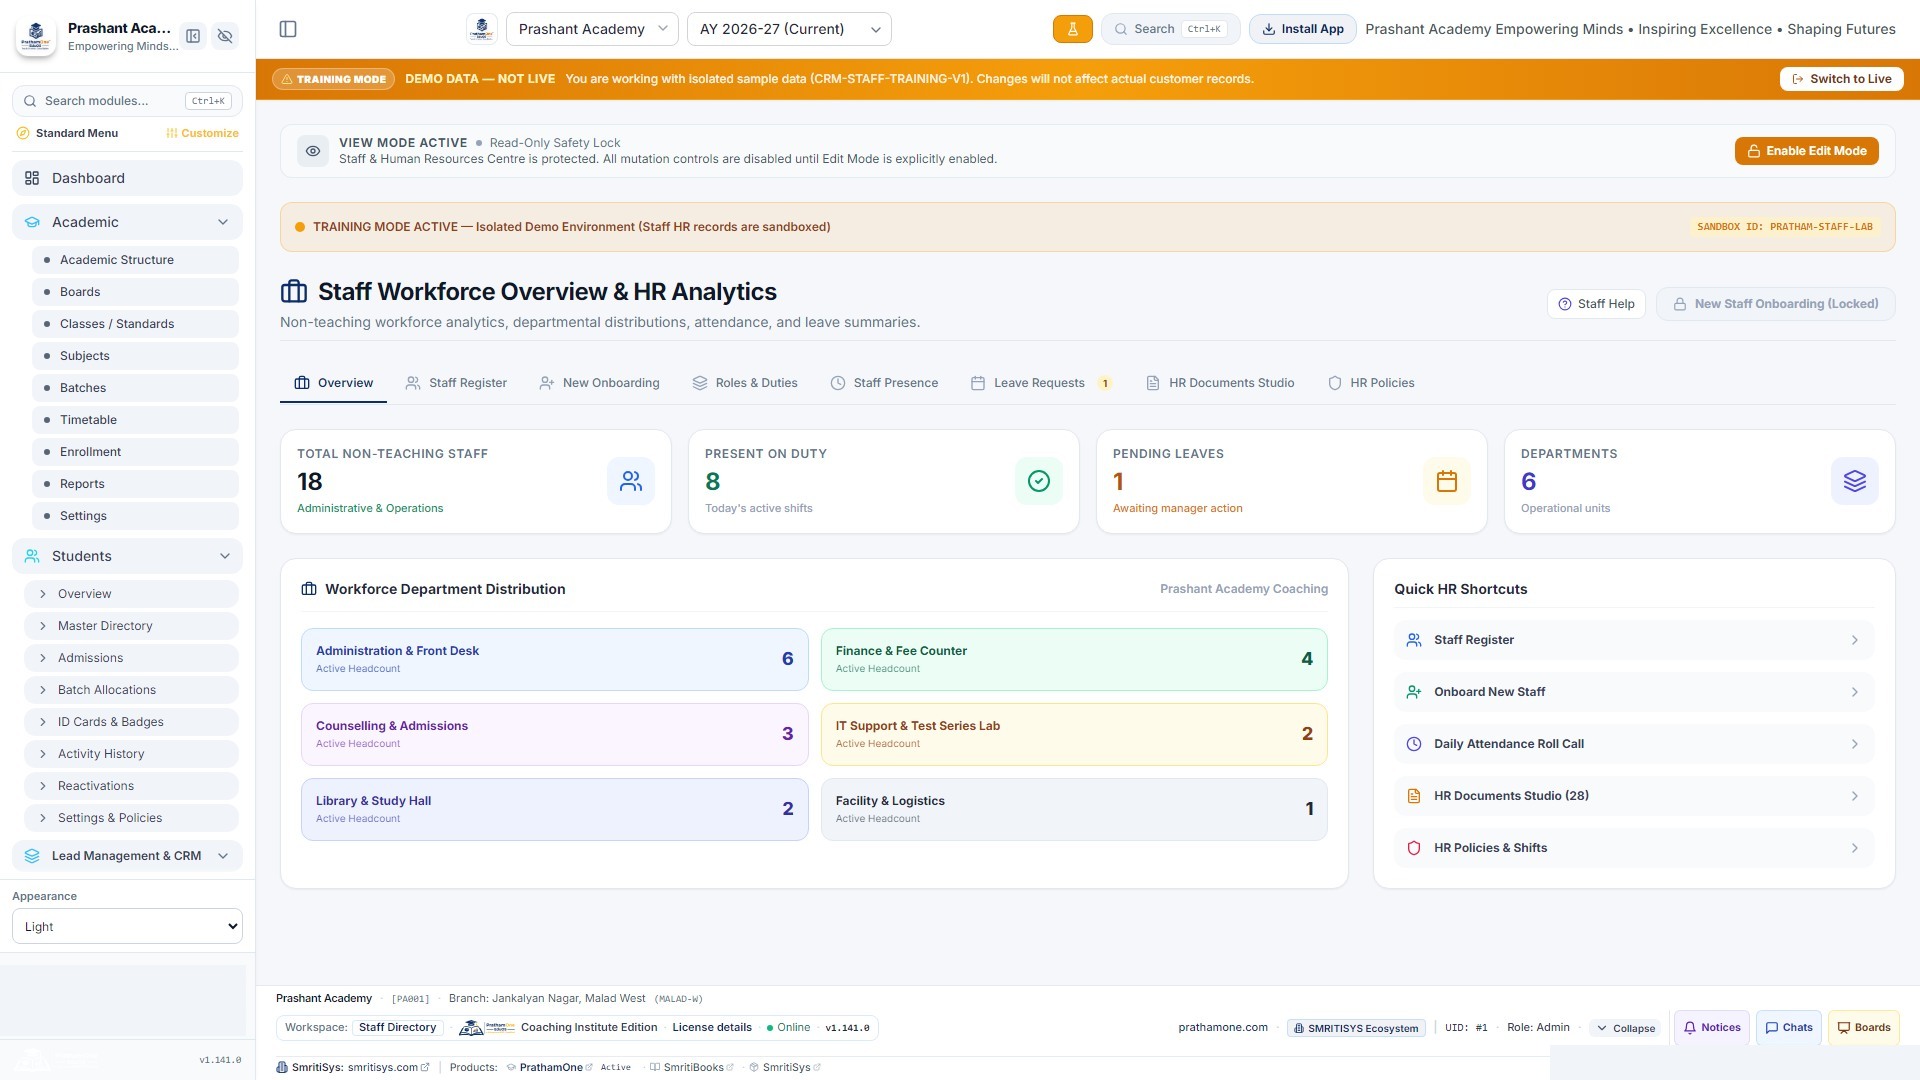 Prashant Aca...
Empowering Minds...
Search modules...
Ctrl+K
Standard Menu
Customize
Dashboard
Academic
Academic Structure
Boards
Classes / Standards
Subjects
Batches
Timetable
Enrollment
Reports
Settings
Students
Overview
Master Directory
Admissions
Batch Allocations
ID Cards & Badges
Activity History
Reactivations
Settings & Policies
Lead Management & CRM
Appearance
Light
v1.141.0
Prashant Academy
AY 2026-27 (Current)
Search Ctrl+K
Install App
Prashant Academy Empowering Minds • Inspiring Excellence • Shaping Futures
TRAINING MODE DEMO DATA — NOT LIVE You are working with isolated sample data (CRM-STAFF-TRAINING-V1). Changes will not affect actual customer records.
Switch to Live
VIEW MODE ACTIVE • Read-Only Safety Lock
Staff & Human Resources Centre is protected. All mutation controls are disabled until Edit Mode is explicitly enabled.
Enable Edit Mode
TRAINING MODE ACTIVE — Isolated Demo Environment (Staff HR records are sandboxed)
SANDBOX ID: PRATHAM-STAFF-LAB
Staff Workforce Overview & HR Analytics
Non-teaching workforce analytics, departmental distributions, attendance, and leave summaries.
Staff Help
New Staff Onboarding (Locked)
Overview
Staff Register
New Onboarding
Roles & Duties
Staff Presence
Leave Requests 1
HR Documents Studio
HR Policies
TOTAL NON-TEACHING STAFF
18
Administrative & Operations
PRESENT ON DUTY
8
Today's active shifts
PENDING LEAVES
1
Awaiting manager action
DEPARTMENTS
6
Operational units
Workforce Department Distribution
Prashant Academy Coaching
Administration & Front Desk
Active Headcount
6
Finance & Fee Counter
Active Headcount
4
Counselling & Admissions
Active Headcount
3
IT Support & Test Series Lab
Active Headcount
2
Library & Study Hall
Active Headcount
2
Facility & Logistics
Active Headcount
1
Quick HR Shortcuts
Staff Register
Onboard New Staff
Daily Attendance Roll Call
HR Documents Studio (28)
HR Policies & Shifts
Prashant Academy · [PA001] · Branch: Jankalyan Nagar, Malad West (MALAD-W)
Workspace: Staff Directory · Coaching Institute Edition · License details · Online · v1.141.0
prathamone.com · SMRITISYS Ecosystem | UID: #1 · Role: Admin · Collapse
Notices
Chats
Boards
SmritiSys: smritisys.com | Products: PrathamOne Active · SmritiBooks · SmritiSys